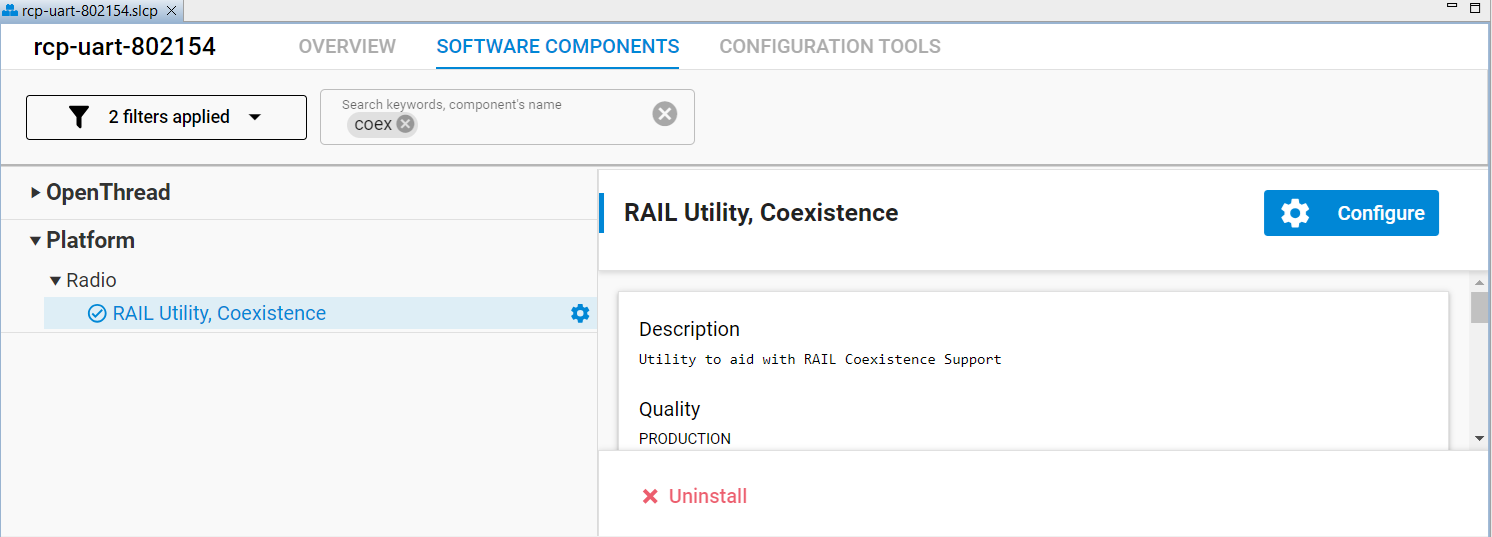 rcp-uart-802154.slcp
rcp-uart-802154 OVERVIEW SOFTWARE COMPONENTS CONFIGURATION TOOLS
2 filters applied
Search keywords, component's name
coex
OpenThread
Platform
Radio
RAIL Utility, Coexistence
RAIL Utility, Coexistence
Configure
Description
Utility to aid with RAIL Coexistence Support
Quality
PRODUCTION
Uninstall